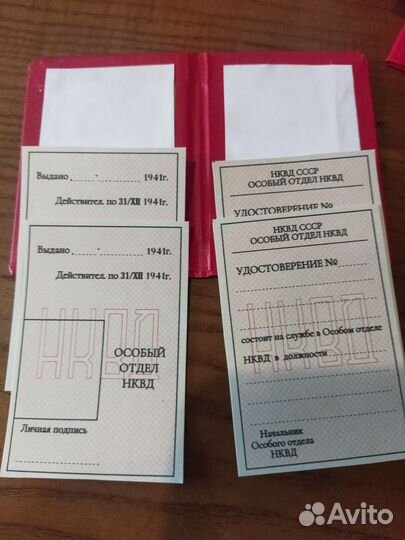 Выдано . 1941г.
Действител. по 31/XII 1941г.
НКВД СССР
ОСОБЫЙ ОТДЕЛ НКВД
УДОСТОВЕРЕНИЕ №
Выдано . 1941г.
Действител. по 31/XII 1941г.
НКВД
ОСОБЫЙ
ОТДЕЛ
НКВД
Личная подпись
НКВД СССР
ОСОБЫЙ ОТДЕЛ НКВД
УДОСТОВЕРЕНИЕ №
НКВД
состоит на службе в Особом отделе
НКВД в должности
Начальник
Особого отдела
НКВД
Avito